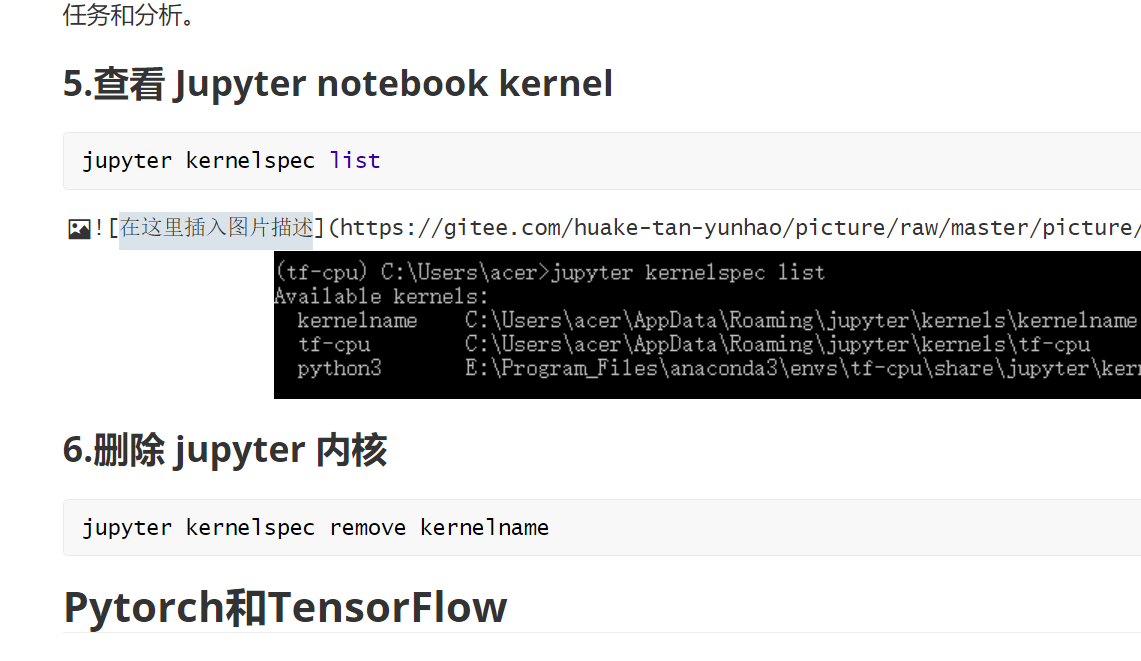 任务和分析。
5.查看 Jupyter notebook kernel
jupyter kernelspec list
![在这里插入图片描述](https://gitee.com/huake-tan-yunhao/picture/raw/master/picture/
(tf-cpu) C:\Users\acer>jupyter kernelspec list
Available kernels:
kernelname C:\Users\acer\AppData\Roaming\jupyter\kernels\kernelname
tf-cpu C:\Users\acer\AppData\Roaming\jupyter\kernels\tf-cpu
python3 E:\Program_Files\anaconda3\envs\tf-cpu\share\jupyter\ker
6.删除 jupyter 内核
jupyter kernelspec remove kernelname
Pytorch和TensorFlow